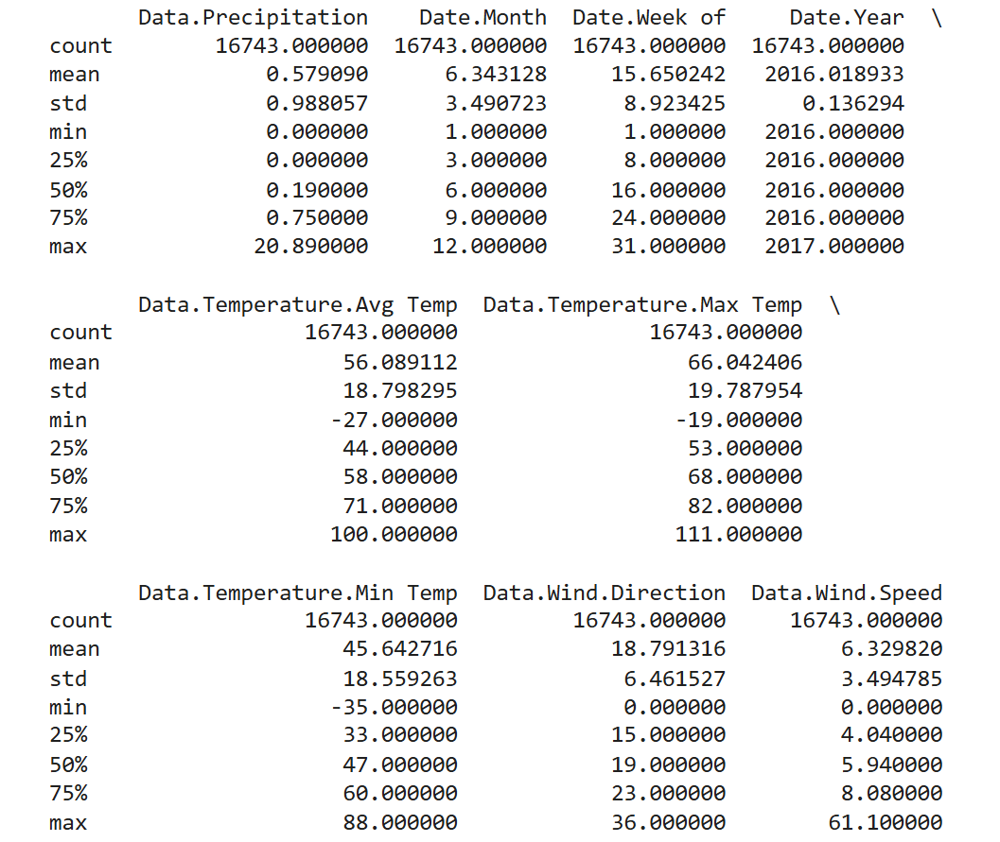 Data.Precipitation Date.Month Date.Week of Date.Year \
count 16743.000000 16743.000000 16743.000000 16743.000000
mean 0.579090 6.343128 15.650242 2016.018933
std 0.988057 3.490723 8.923425 0.136294
min 0.000000 1.000000 1.000000 2016.000000
25% 0.000000 3.000000 8.000000 2016.000000
50% 0.190000 6.000000 16.000000 2016.000000
75% 0.750000 9.000000 24.000000 2016.000000
max 20.890000 12.000000 31.000000 2017.000000
Data.Temperature.Avg Temp Data.Temperature.Max Temp \
count 16743.000000 16743.000000
mean 56.089112 66.042406
std 18.798295 19.787954
min -27.000000 -19.000000
25% 44.000000 53.000000
50% 58.000000 68.000000
75% 71.000000 82.000000
max 100.000000 111.000000
Data.Temperature.Min Temp Data.Wind.Direction Data.Wind.Speed
count 16743.000000 16743.000000 16743.000000
mean 45.642716 18.791316 6.329820
std 18.559263 6.461527 3.494785
min -35.000000 0.000000 0.000000
25% 33.000000 15.000000 4.040000
50% 47.000000 19.000000 5.940000
75% 60.000000 23.000000 8.080000
max 88.000000 36.000000 61.100000